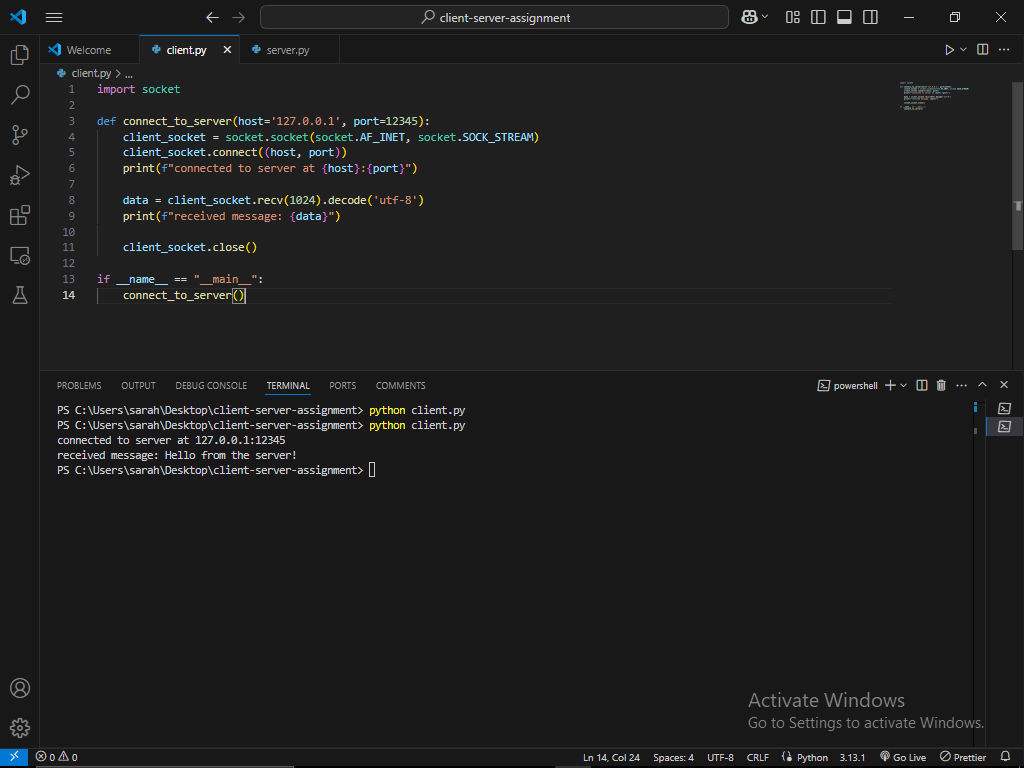 client-server-assignment
Welcome
client.py
server.py
client.py > ...
1 import socket
2
3 def connect_to_server(host='127.0.0.1', port=12345):
4     client_socket = socket.socket(socket.AF_INET, socket.SOCK_STREAM)
5     client_socket.connect((host, port))
6     print(f"connected to server at {host}:{port}")
7
8     data = client_socket.recv(1024).decode('utf-8')
9     print(f"received message: {data}")
10
11     client_socket.close()
12
13 if __name__ == "__main__":
14     connect_to_server()
PROBLEMS OUTPUT DEBUG CONSOLE TERMINAL PORTS COMMENTS
powershell
PS C:\Users\sarah\Desktop\client-server-assignment> python client.py
PS C:\Users\sarah\Desktop\client-server-assignment> python client.py
connected to server at 127.0.0.1:12345
received message: Hello from the server!
PS C:\Users\sarah\Desktop\client-server-assignment>
Activate Windows
Go to Settings to activate Windows.
0 0 Ln 14, Col 24 Spaces: 4 UTF-8 CRLF Python 3.13.1 Go Live Prettier